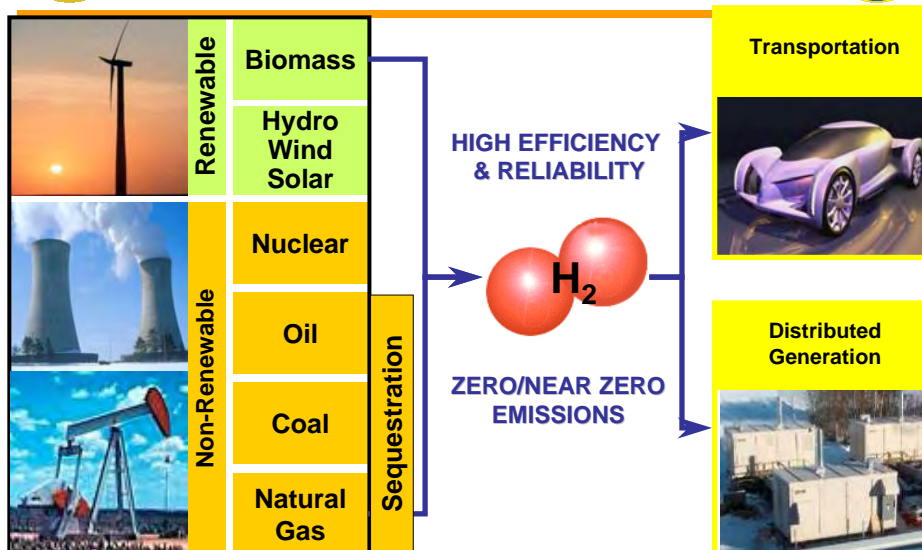 Renewable
Biomass
Hydro
Wind
Solar
Non-Renewable
Nuclear
Oil
Coal
Natural
Gas
Sequestration
HIGH EFFICIENCY
& RELIABILITY
H₂
ZERO/NEAR ZERO
EMISSIONS
Transportation
Distributed
Generation